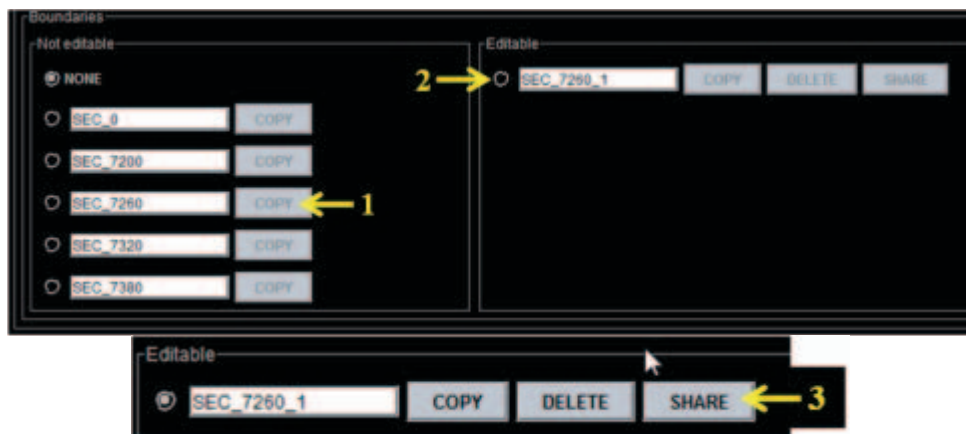 Boundaries
Not editable
NONE
SEC_0 COPY
SEC_7200 COPY
SEC_7260 COPY 1
SEC_7320 COPY
SEC_7380 COPY
Editable
2 SEC_7260_1 COPY DELETE SHARE
Editable
SEC_7260_1 COPY DELETE SHARE 3